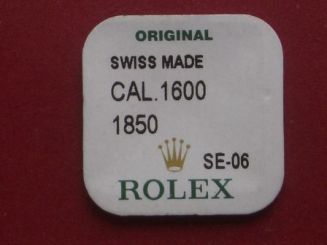 ORIGINAL
SWISS MADE
CAL.1600
1850
SE-06
ROLEX